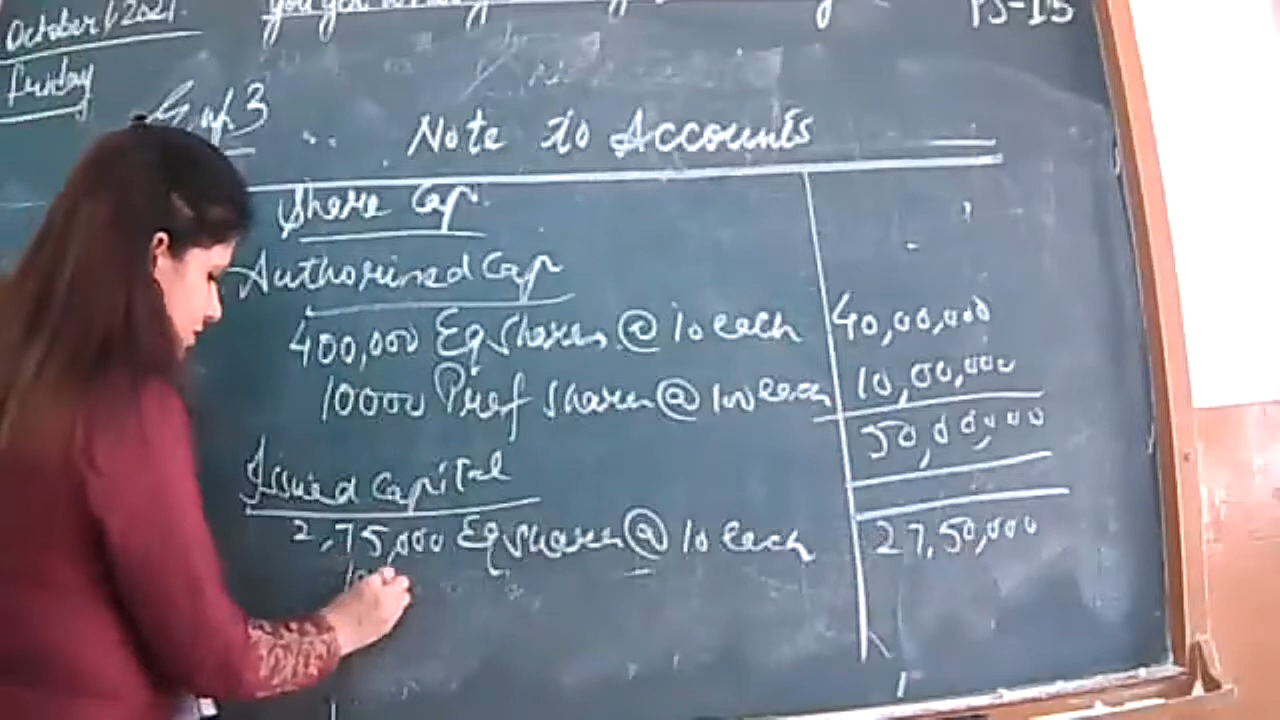 October/2021.
PS-I5
Friday
Note to Accounts
Share Cap.
Authorised Cap
400,000 Eq Shares @ 10 each 40,00,000
10000 Pref Shares @ 100 each 10,00,000
50,00,000
Issued Capital
2,75,000 Eq Shares @ 10 each 27,50,000